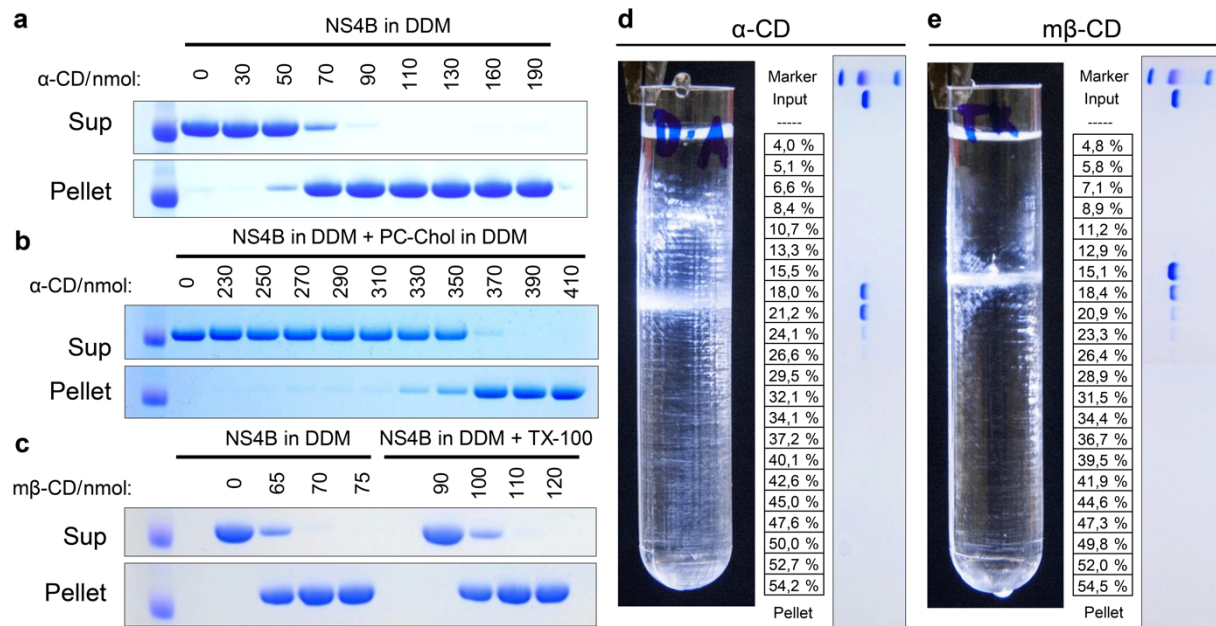 a
NS4B in DDM
α-CD/nmol: 0 30 50 70 90 110 130 160 190
Sup
Pellet
b
NS4B in DDM + PC-Chol in DDM
α-CD/nmol: 0 230 250 270 290 310 330 350 370 390 410
Sup
Pellet
c
NS4B in DDM NS4B in DDM + TX-100
mβ-CD/nmol: 0 65 70 75 90 100 110 120
Sup
Pellet
d
α-CD
D.A
Marker
Input
-----
4,0 %
5,1 %
6,6 %
8,4 %
10,7 %
13,3 %
15,5 %
18,0 %
21,2 %
24,1 %
26,6 %
29,5 %
32,1 %
34,1 %
37,2 %
40,1 %
42,6 %
45,0 %
47,6 %
50,0 %
52,7 %
54,2 %
Pellet
e
mβ-CD
Marker
Input
-----
4,8 %
5,8 %
7,1 %
8,9 %
11,2 %
12,9 %
15,1 %
18,4 %
20,9 %
23,3 %
26,4 %
28,9 %
31,5 %
34,4 %
36,7 %
39,5 %
41,9 %
44,6 %
47,3 %
49,8 %
52,0 %
54,5 %
Pellet